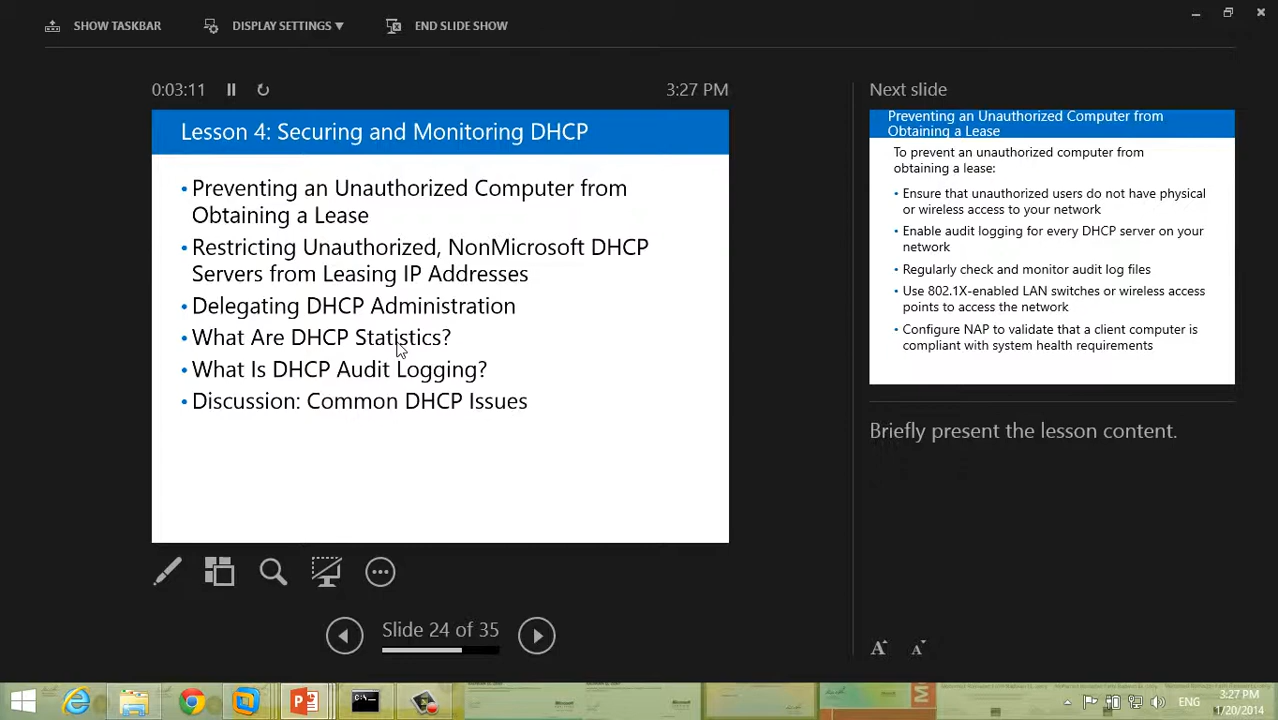 SHOW TASKBAR
DISPLAY SETTINGS ▼
END SLIDE SHOW
0:03:11
3:27 PM
Lesson 4: Securing and Monitoring DHCP
• Preventing an Unauthorized Computer from
Obtaining a Lease
• Restricting Unauthorized, NonMicrosoft DHCP
Servers from Leasing IP Addresses
• Delegating DHCP Administration
• What Are DHCP Statistics?
• What Is DHCP Audit Logging?
• Discussion: Common DHCP Issues
Slide 24 of 35
Next slide
Preventing an Unauthorized Computer from
Obtaining a Lease
To prevent an unauthorized computer from
obtaining a lease:
• Ensure that unauthorized users do not have physical
or wireless access to your network
• Enable audit logging for every DHCP server on your
network
• Regularly check and monitor audit log files
• Use 802.1X-enabled LAN switches or wireless access
points to access the network
• Configure NAP to validate that a client computer is
compliant with system health requirements
Briefly present the lesson content.
A A
ENG
3:27 PM
1/20/2014